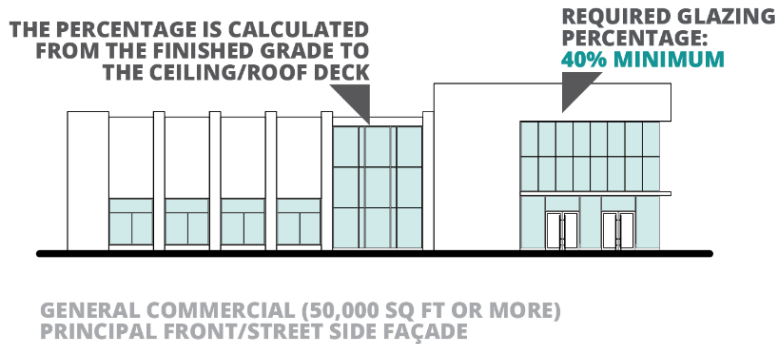 THE PERCENTAGE IS CALCULATED
FROM THE FINISHED GRADE TO
THE CEILING/ROOF DECK
REQUIRED GLAZING
PERCENTAGE:
40% MINIMUM
GENERAL COMMERCIAL (50,000 SQ FT OR MORE)
PRINCIPAL FRONT/STREET SIDE FAÇADE